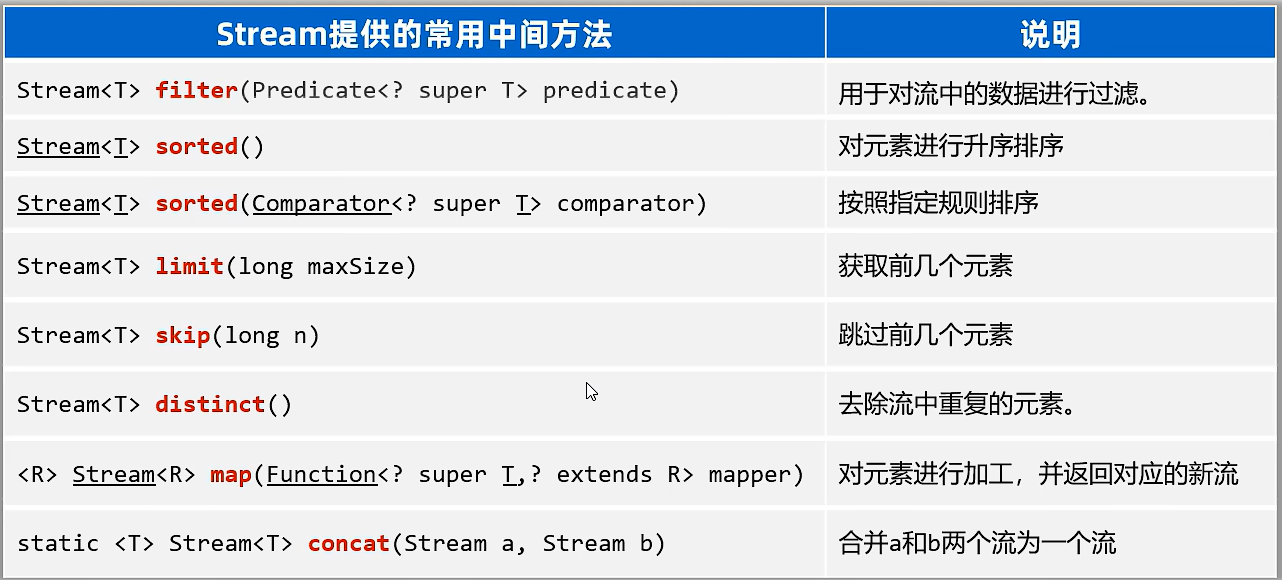 Stream提供的常用中间方法 说明
Stream<T> filter(Predicate<? super T> predicate) 用于对流中的数据进行过滤。
Stream<T> sorted() 对元素进行升序排序
Stream<T> sorted(Comparator<? super T> comparator) 按照指定规则排序
Stream<T> limit(long maxSize) 获取前几个元素
Stream<T> skip(long n) 跳过前几个元素
Stream<T> distinct() 去除流中重复的元素。
<R> Stream<R> map(Function<? super T,? extends R> mapper) 对元素进行加工，并返回对应的新流
static <T> Stream<T> concat(Stream a, Stream b) 合并a和b两个流为一个流